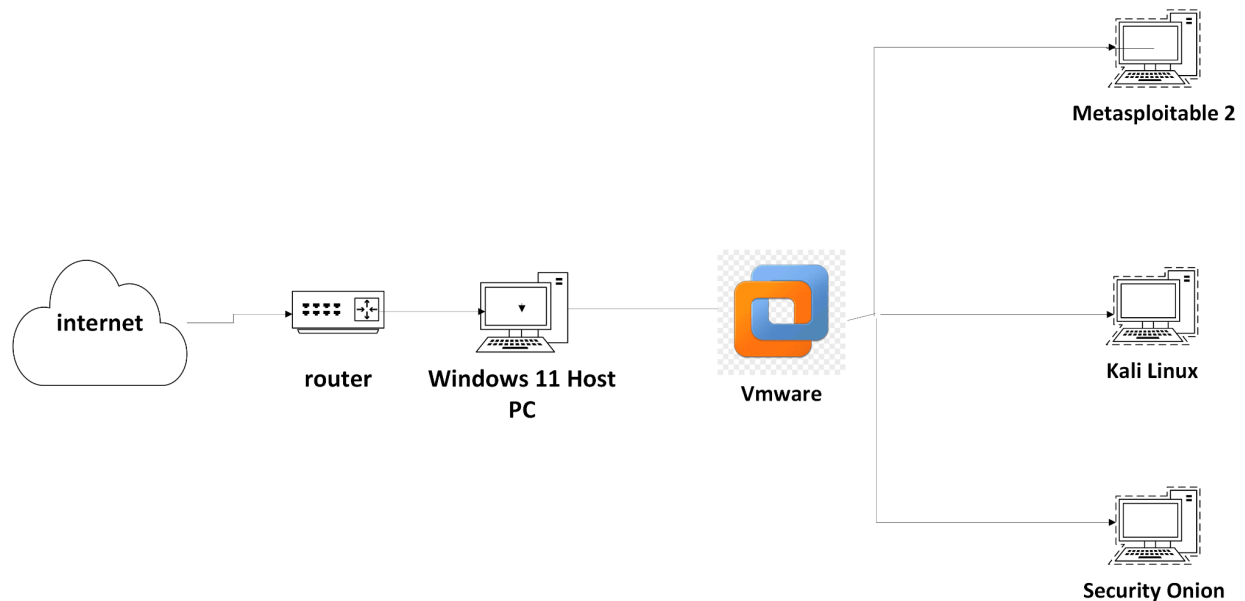 Metasploitable 2
internet
router
Windows 11 Host
PC
Vmware
Kali Linux
Security Onion